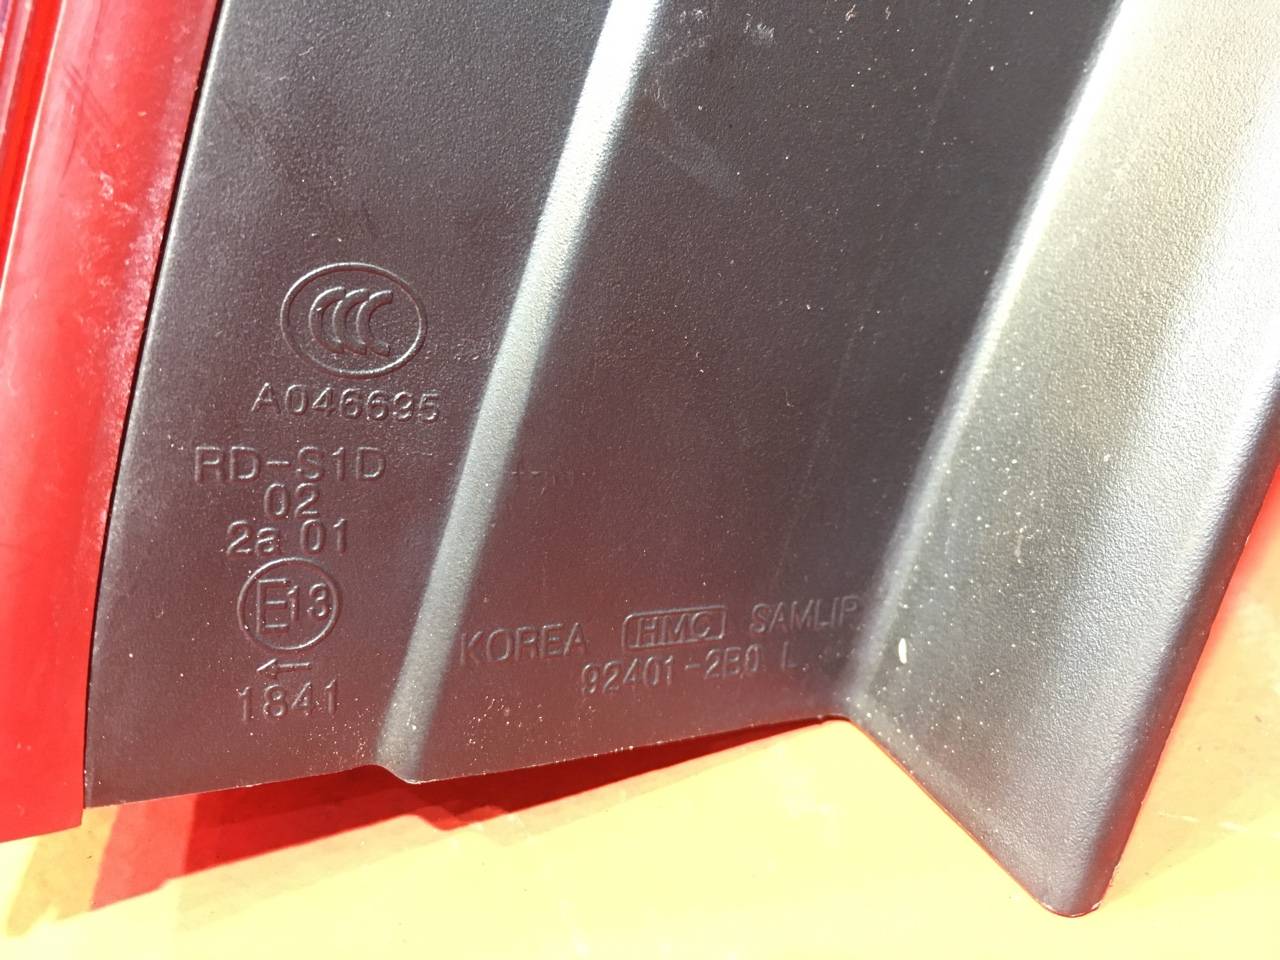 CCC
A046695
RD-S1D
02
2a 01
E13
1841
KOREA HMC SAMLIP
92401-2B0 L